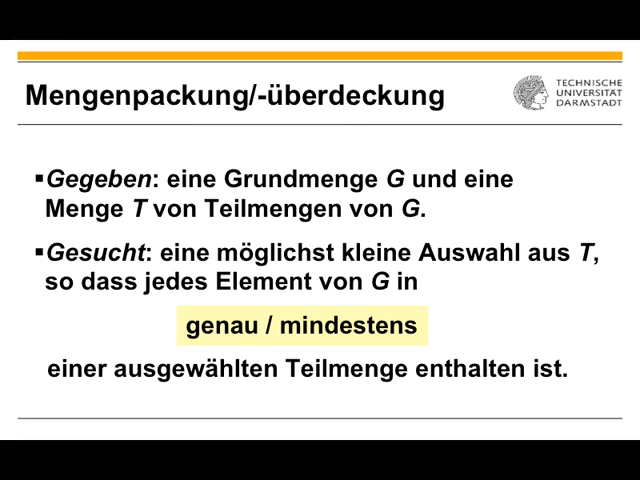 Mengenpackung/-überdeckung
TECHNISCHE
UNIVERSITÄT
DARMSTADT
▪Gegeben: eine Grundmenge G und eine
Menge T von Teilmengen von G.
▪Gesucht: eine möglichst kleine Auswahl aus T,
so dass jedes Element von G in
genau / mindestens
einer ausgewählten Teilmenge enthalten ist.